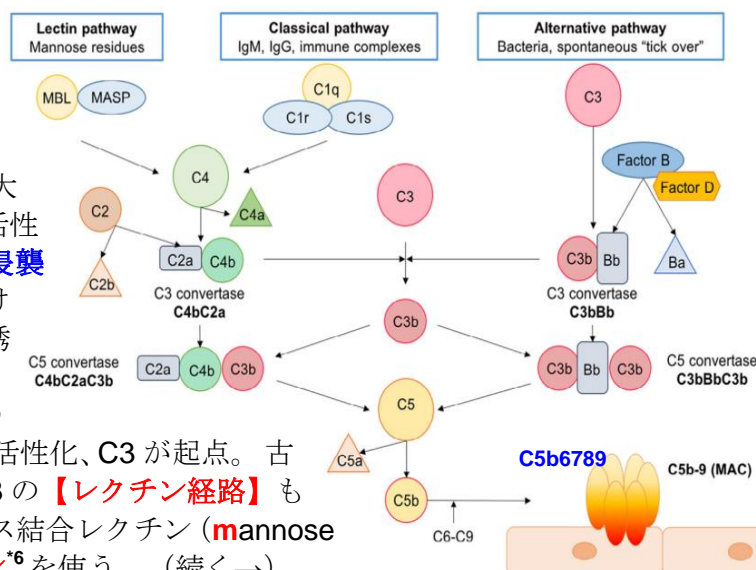 Lectin pathway
Mannose residues
Classical pathway
IgM, IgG, immune complexes
Alternative pathway
Bacteria, spontaneous “tick over”
MBL
MASP
C1q
C1r
C1s
C3
Factor B
Factor D
C4
C4a
C2
C2b
C2a
C4b
C3 convertase
C4bC2a
C3
C3b
Bb
Ba
C3 convertase
C3bBb
C3b
C5 convertase
C4bC2aC3b
C2a
C4b
C3b
C3b
Bb
C3b
C5 convertase
C3bBbC3b
C5
C5a
C5b
C6-C9
C5b6789
C5b-9 (MAC)
大
活性
侵襲
け
誘
活性化、C3 が起点。 古
の【レクチン経路】も
ス結合レクチン (mannose
*6 を使う。 (続く→)